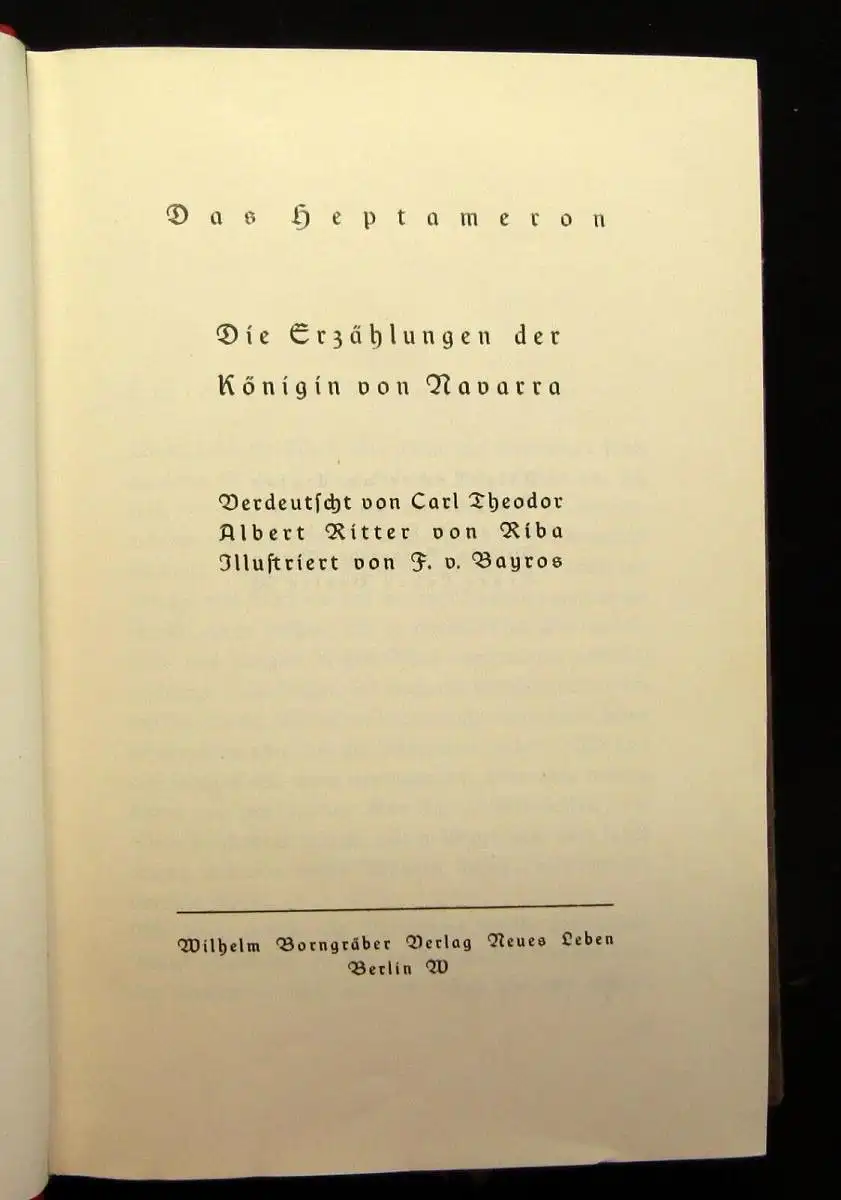 Das Heptameron
Die Erzählungen der
Königin von Navarra
Verdeutſcht von Carl Theodor
Albert Ritter von Riba
Illuſtriert von F. v. Bayros
Wilhelm Borngräber Verlag Neues Leben
Berlin W